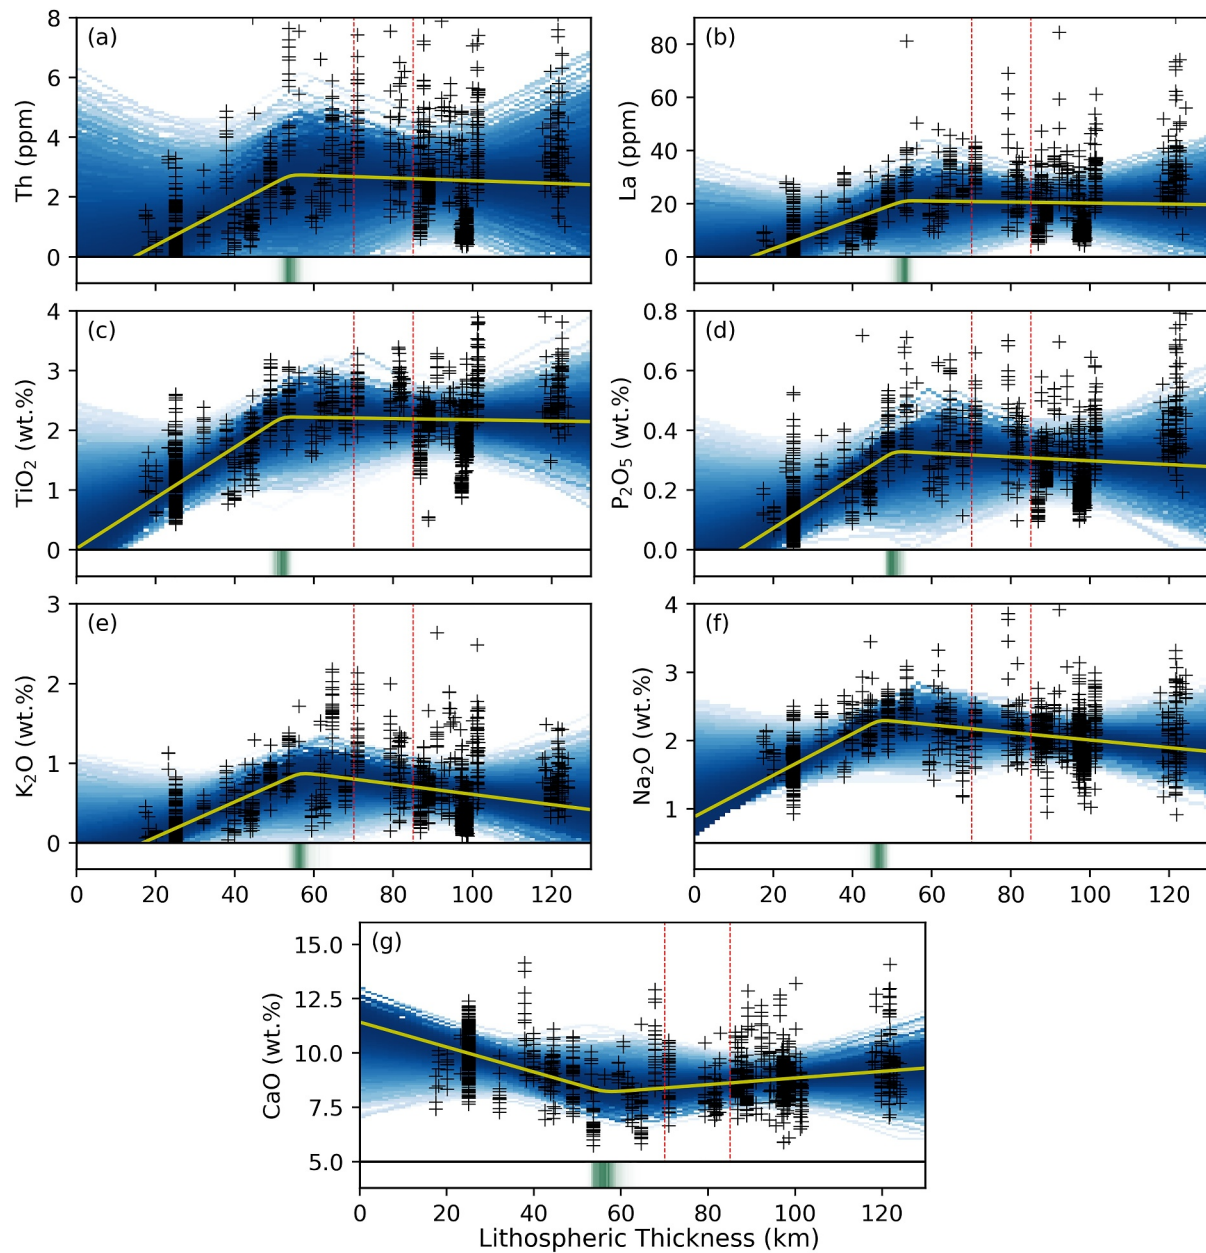 (a)
8
6
4
2
0
Th (ppm)
(b)
80
60
40
20
0
La (ppm)
(c)
4
3
2
1
0
TiO₂ (wt.%)
(d)
0.8
0.6
0.4
0.2
0.0
P₂O₅ (wt.%)
(e)
3
2
1
0
K₂O (wt.%)
0 20 40 60 80 100 120
(f)
4
3
2
1
Na₂O (wt.%)
0 20 40 60 80 100 120
(g)
15.0
12.5
10.0
7.5
5.0
CaO (wt.%)
0 20 40 60 80 100 120
Lithospheric Thickness (km)